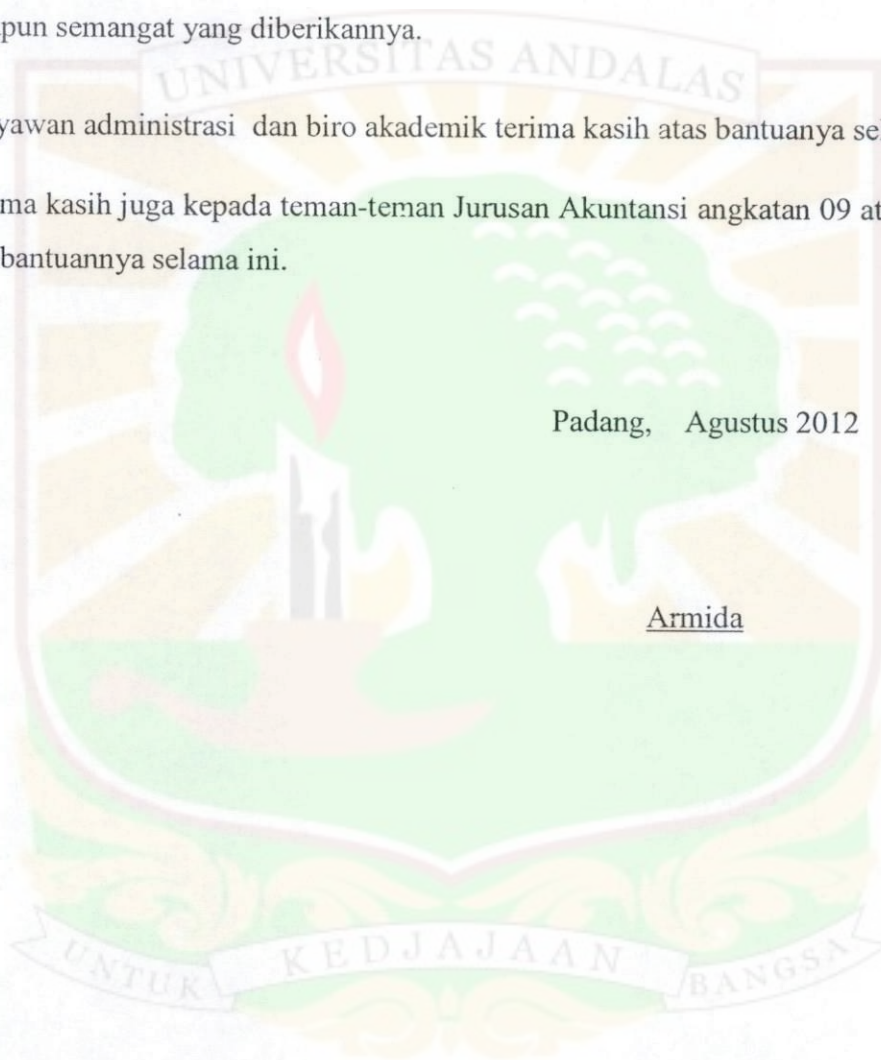 pun semangat yang diberikannya.
UNIVERSITAS ANDALAS
yawan administrasi dan biro akademik terima kasih atas bantuanya se
ma kasih juga kepada teman-teman Jurusan Akuntansi angkatan 09 at
bantuannya selama ini.
Padang, Agustus 2012
Armida
UNTUK KEDJAJAAN BANGSA